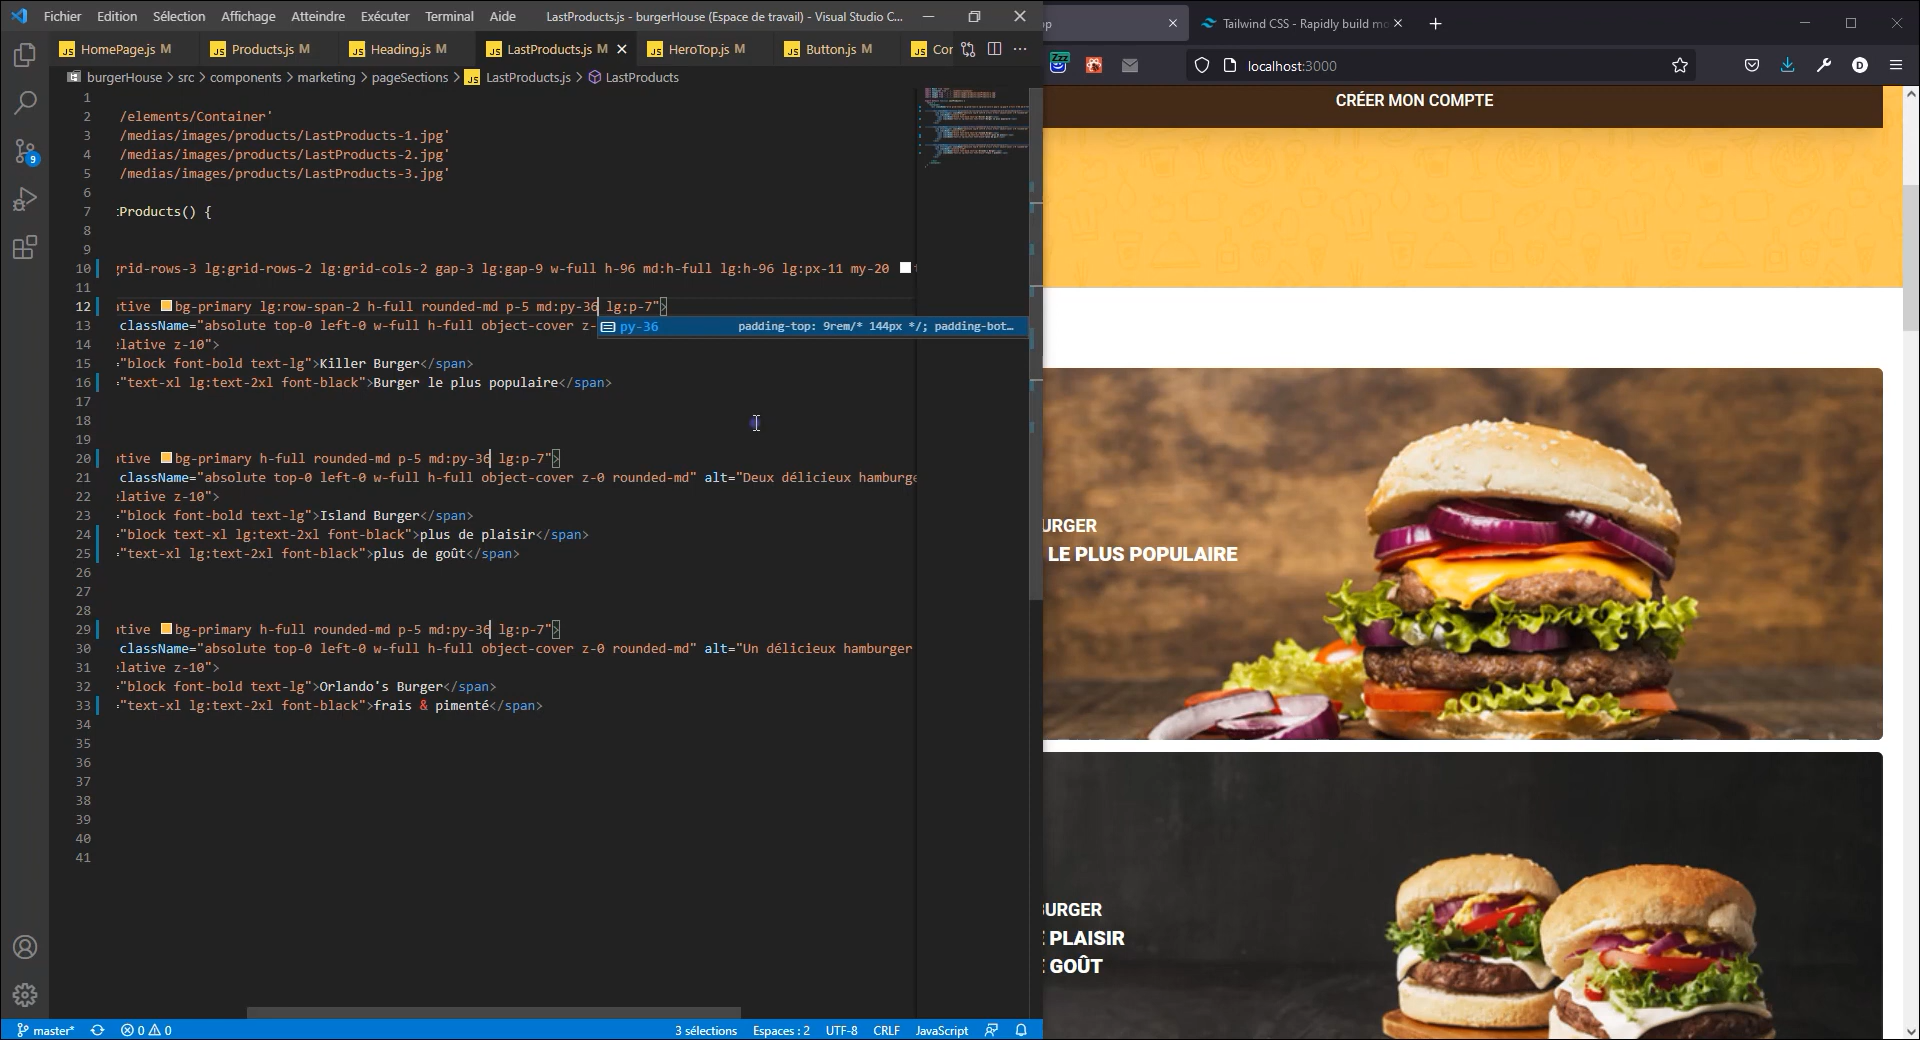 Fichier Edition Sélection Affichage Atteindre Exécuter Terminal Aide LastProducts.js - burgerHouse (Espace de travail) - Visual Studio C...
HomePage.js M Products.js M Heading.js M LastProducts.js M HeroTop.js M Button.js M Cor
burgerHouse > src > components > marketing > pageSections > LastProducts.js > LastProducts
1
2 /elements/Container'
3 /medias/images/products/LastProducts-1.jpg'
4 /medias/images/products/LastProducts-2.jpg'
5 /medias/images/products/LastProducts-3.jpg'
6
7 :Products() {
8
9
10 grid-rows-3 lg:grid-rows-2 lg:grid-cols-2 gap-3 lg:gap-9 w-full h-96 md:h-full lg:h-96 lg:px-11 my-20
11
12 ative bg-primary lg:row-span-2 h-full rounded-md p-5 md:py-36 lg:p-7">
13 className="absolute top-0 left-0 w-full h-full object-cover z-
py-36 padding-top: 9rem/* 144px */; padding-bot...
14 elative z-10">
15 ="block font-bold text-lg">Killer Burger</span>
16 ="text-xl lg:text-2xl font-black">Burger le plus populaire</span>
17
18
19
20 ative bg-primary h-full rounded-md p-5 md:py-36 lg:p-7">
21 className="absolute top-0 left-0 w-full h-full object-cover z-0 rounded-md" alt="Deux délicieux hamburge
22 elative z-10">
23 ="block font-bold text-lg">Island Burger</span>
24 ="block text-xl lg:text-2xl font-black">plus de plaisir</span>
25 ="text-xl lg:text-2xl font-black">plus de goût</span>
26
27
28
29 ative bg-primary h-full rounded-md p-5 md:py-36 lg:p-7">
30 className="absolute top-0 left-0 w-full h-full object-cover z-0 rounded-md" alt="Un délicieux hamburger
31 elative z-10">
32 ="block font-bold text-lg">Orlando's Burger</span>
33 ="text-xl lg:text-2xl font-black">frais & pimenté</span>
34
35
36
37
38
39
40
41
9
master* 0 0 3 sélections Espaces : 2 UTF-8 CRLF JavaScript
pp Tailwind CSS - Rapidly build mo
Zzz localhost:3000 D
CRÉER MON COMPTE
URGER
LE PLUS POPULAIRE
BURGER
E PLAISIR
E GOÛT